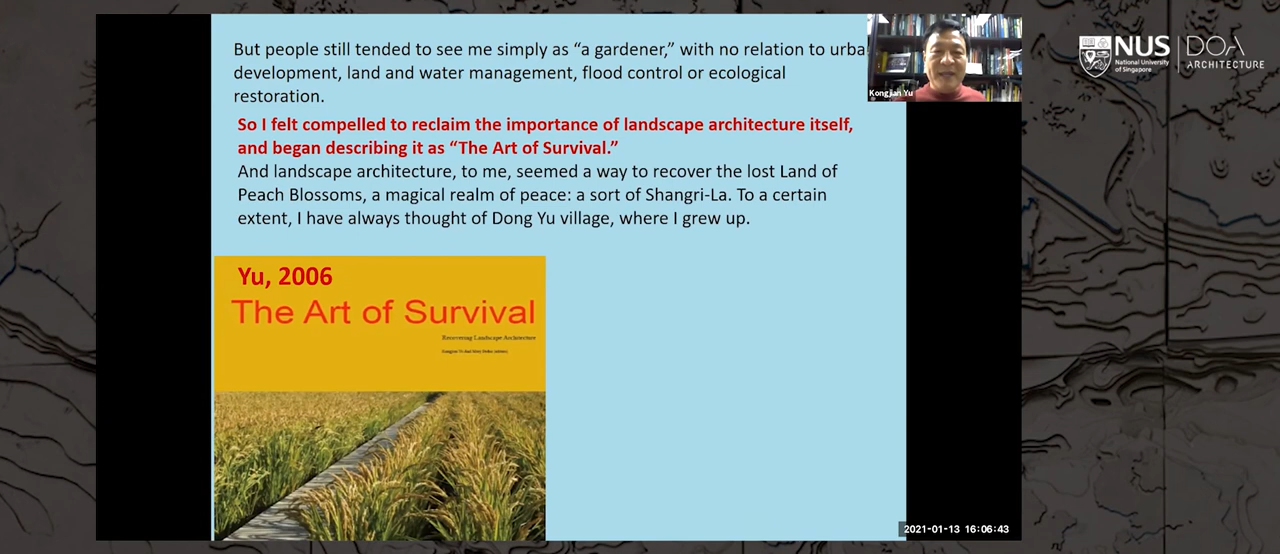 But people still tended to see me simply as “a gardener,” with no relation to urba
development, land and water management, flood control or ecological
restoration.
So I felt compelled to reclaim the importance of landscape architecture itself,
and began describing it as “The Art of Survival.”
And landscape architecture, to me, seemed a way to recover the lost Land of
Peach Blossoms, a magical realm of peace: a sort of Shangri-La. To a certain
extent, I have always thought of Dong Yu village, where I grew up.
Yu, 2006
The Art of Survival
Recovering Landscape Architecture
Kongjian Yu
NUS
National University
of Singapore
DOA
ARCHITECTURE
2021-01-13 16:06:43